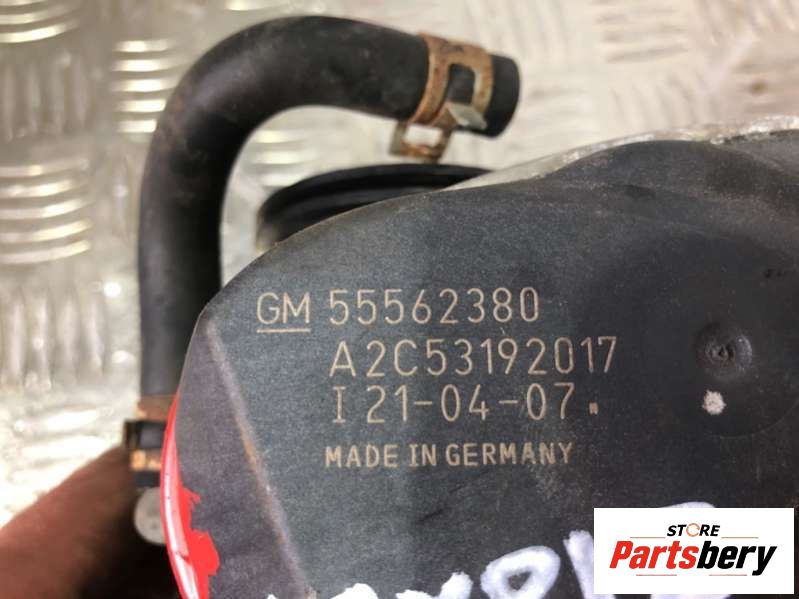 GM 55562380
A2C53192017
I 21-04-07.
MADE IN GERMANY
STORE
Partsbery